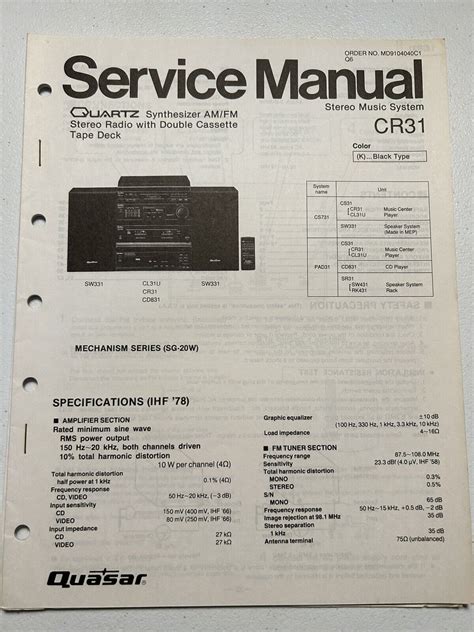 ORDER NO. MD9104040C1
Q6
Service Manual
Stereo Music System
QUARTZ Synthesizer AM/FM
Stereo Radio with Double Cassette
Tape Deck
CR31
Color
(K)... Black Type
System name
Unit
CS731
CS31
CR31 Music Center
CL31U Player
SW331 Speaker System
(Made in MEP)
PAD31
CS31
CR31 Music Center
CL31U Player
CD831 CD Player
SR31
SW431 Speaker System
RK431 Rack
SW331
CL31U
CR31
CD831
SW331
MECHANISM SERIES (SG-20W)
SPECIFICATIONS (IHF '78)
■ AMPLIFIER SECTION
Rated minimum sine wave
RMS power output
150 Hz~20 kHz, both channels driven
10% total harmonic distortion
10 W per channel (4Ω)
Total harmonic distortion
half power at 1 kHz 0.1% (4Ω)
Frequency response
CD, VIDEO 50 Hz~20 kHz, (−3 dB)
Input sensitivity
CD 150 mV (400 mV, IHF '66)
VIDEO 80 mV (250 mV, IHF '66)
Input impedance
CD 27 kΩ
VIDEO 27 kΩ
Graphic equalizer ±10 dB
(100 Hz, 330 Hz, 1 kHz, 3.3 kHz, 10 kHz)
Load impedance 4~16Ω
■ FM TUNER SECTION
Frequency range 87.5~108.0 MHz
Sensitivity 23.3 dBf (4.0 μV, IHF '58)
Total harmonic distortion
MONO 0.3%
STEREO 0.5%
S/N
MONO 65 dB
Frequency response 50 Hz~15 kHz, +0.5 dB, −2 dB
Image rejection at 98.1 MHz 35 dB
Stereo separation
1 kHz 35 dB
Antenna terminal 75Ω (unbalanced)
Quasar®